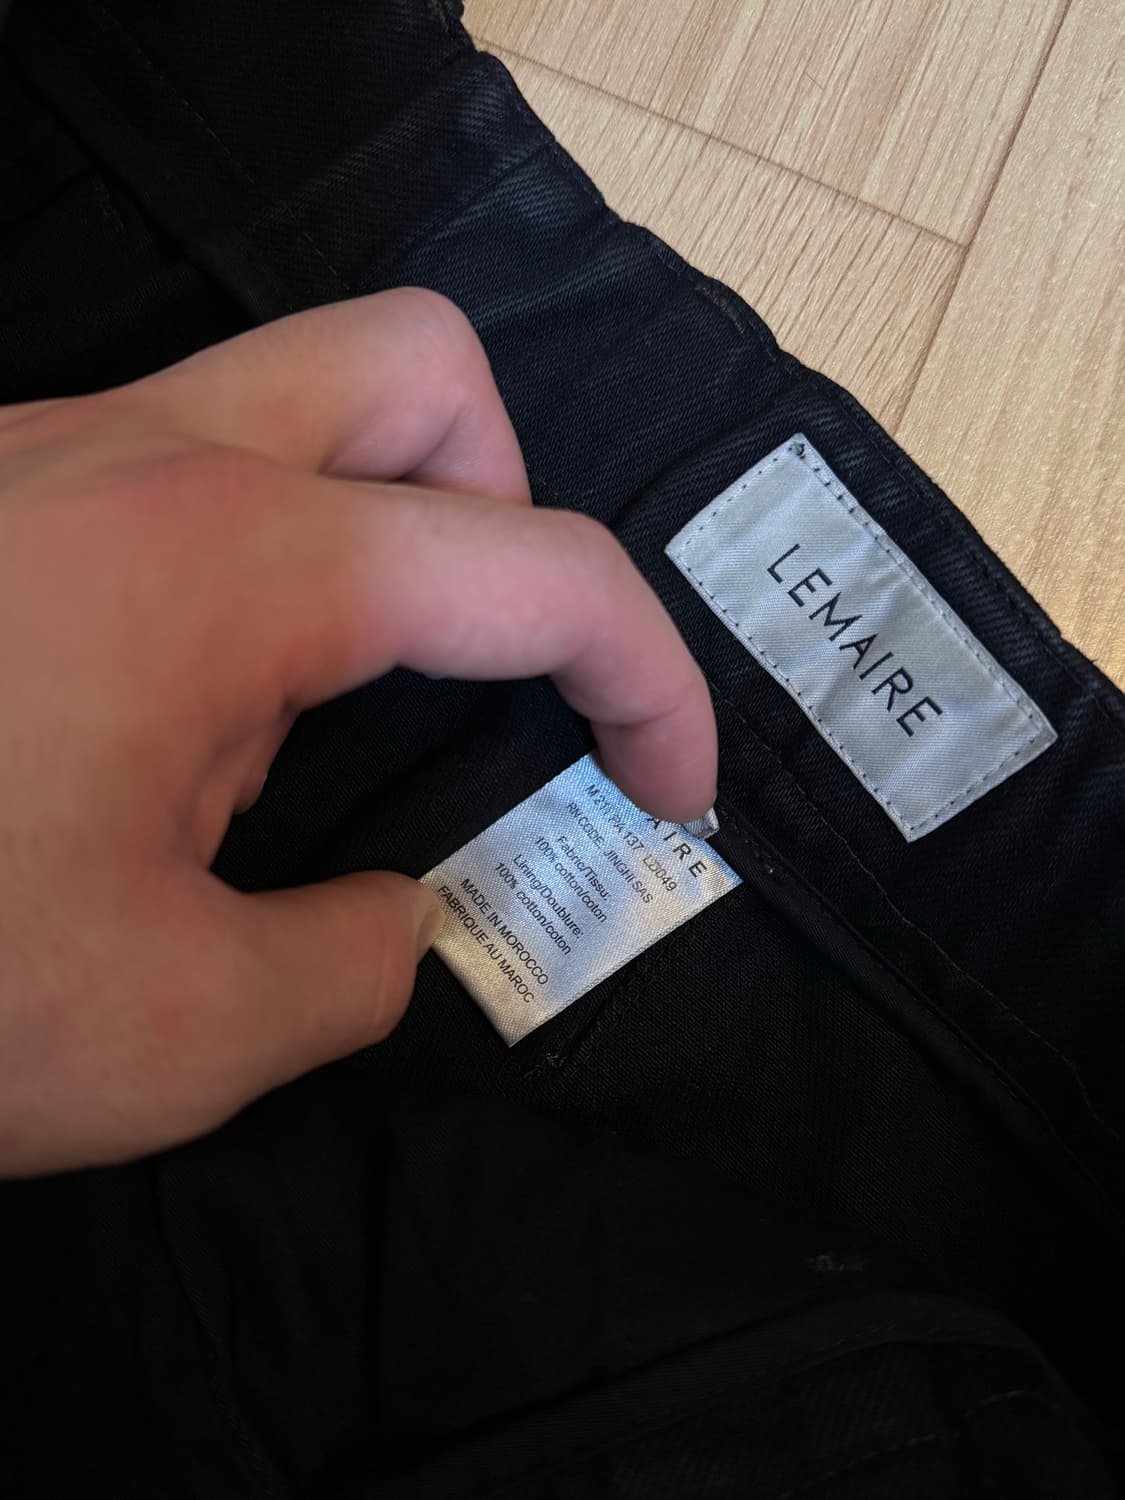 LEMAIRE
AIRE
M 211 PA 137 LD049
RN CODE: JINGHI SAS
Fabric/Tissu:
100% cotton/coton
Lining/Doublure:
100% cotton/coton
MADE IN MOROCCO
FABRIQUE AU MAROC